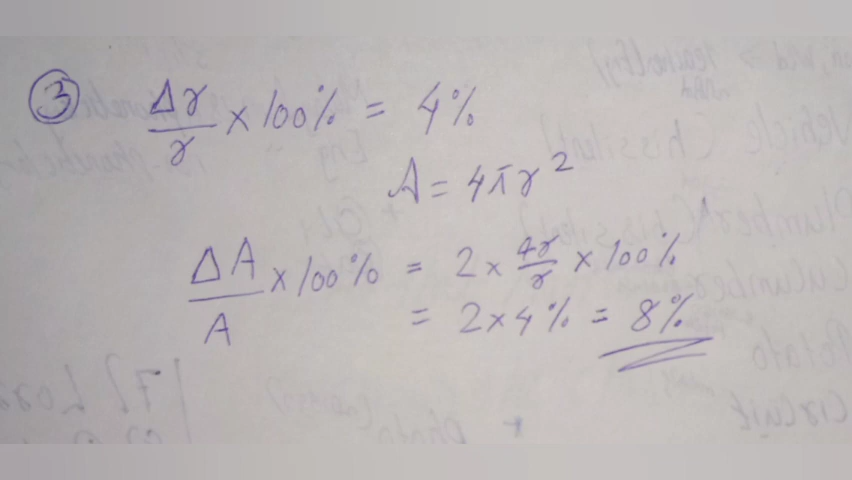 3
Δr/r × 100% = 4%
A = 4πr²
ΔA/A × 100% = 2 × Δr/r × 100%
= 2 × 4% = 8%